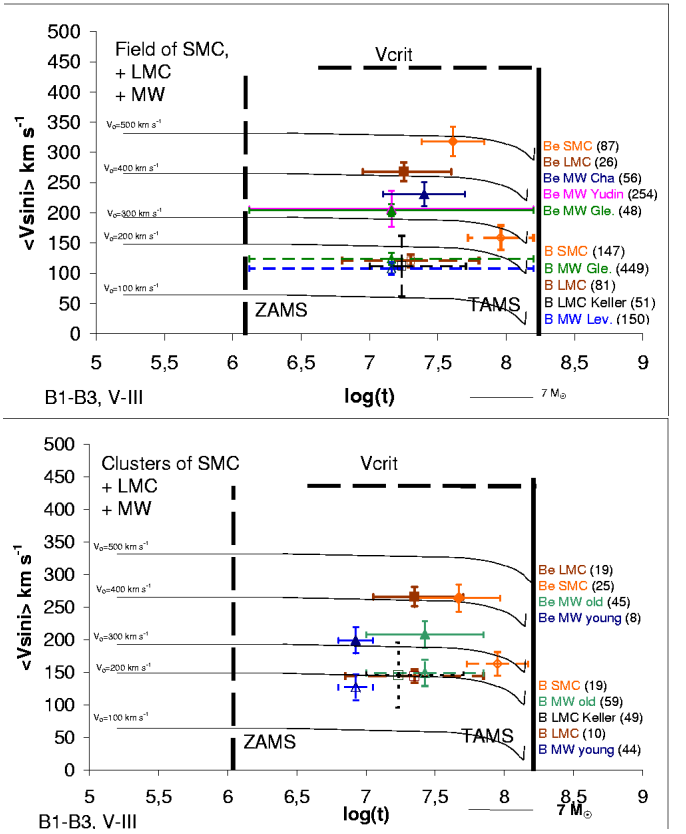 Field of SMC,
+ LMC
+ MW
Vcrit
500
450
400
350
300
250
200
150
100
50
0
<Vsini> km s⁻¹
V₀=500 km s⁻¹
V₀=400 km s⁻¹
V₀=300 km s⁻¹
V₀=200 km s⁻¹
V₀=100 km s⁻¹
Be SMC (87)
Be LMC (26)
Be MW Cha (56)
Be MW Yudin (254)
Be MW Gle. (48)
B SMC (147)
B MW Gle. (449)
B LMC (81)
B LMC Keller (51)
B MW Lev. (150)
ZAMS
TAMS
5 5,5 6 6,5 7 7,5 8 8,5 9
B1-B3, V-III
log(t)
7 M☉
Clusters of SMC
+ LMC
+ MW
Vcrit
500
450
400
350
300
250
200
150
100
50
0
<Vsini> km s⁻¹
V₀=500 km s⁻¹
V₀=400 km s⁻¹
V₀=300 km s⁻¹
V₀=200 km s⁻¹
V₀=100 km s⁻¹
Be LMC (19)
Be SMC (25)
Be MW old (45)
Be MW young (8)
B SMC (19)
B MW old (59)
B LMC Keller (49)
B LMC (10)
B MW young (44)
ZAMS
TAMS
5 5,5 6 6,5 7 7,5 8 8,5 9
B1-B3, V-III
log(t)
7 M☉